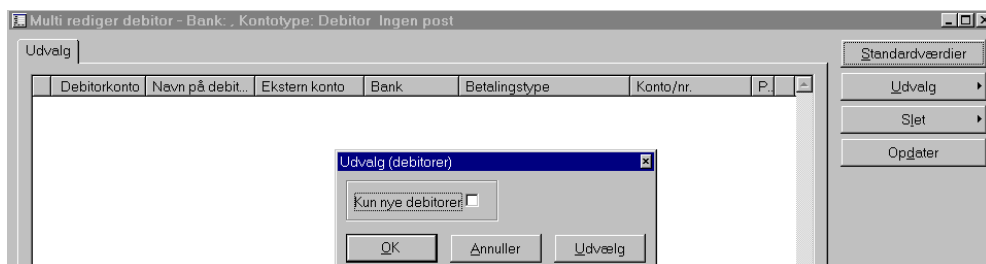 Multi rediger debitor - Bank: , Kontotype: Debitor Ingen post
Udvalg
Standardværdier
Debitorkonto Navn på debit... Ekstern konto Bank Betalingstype Konto/nr. P..
Udvalg
Slet
Opdater
Udvalg (debitorer)
Kun nye debitorer
OK Annuller Udvælg